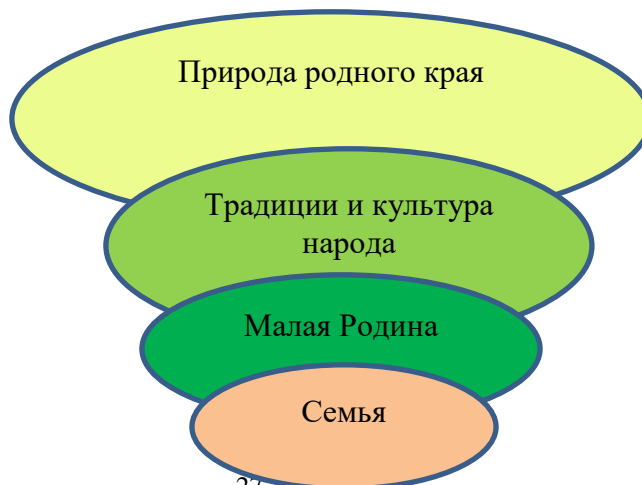 Природа родного края
Традиции и культура
народа
Малая Родина
Семья